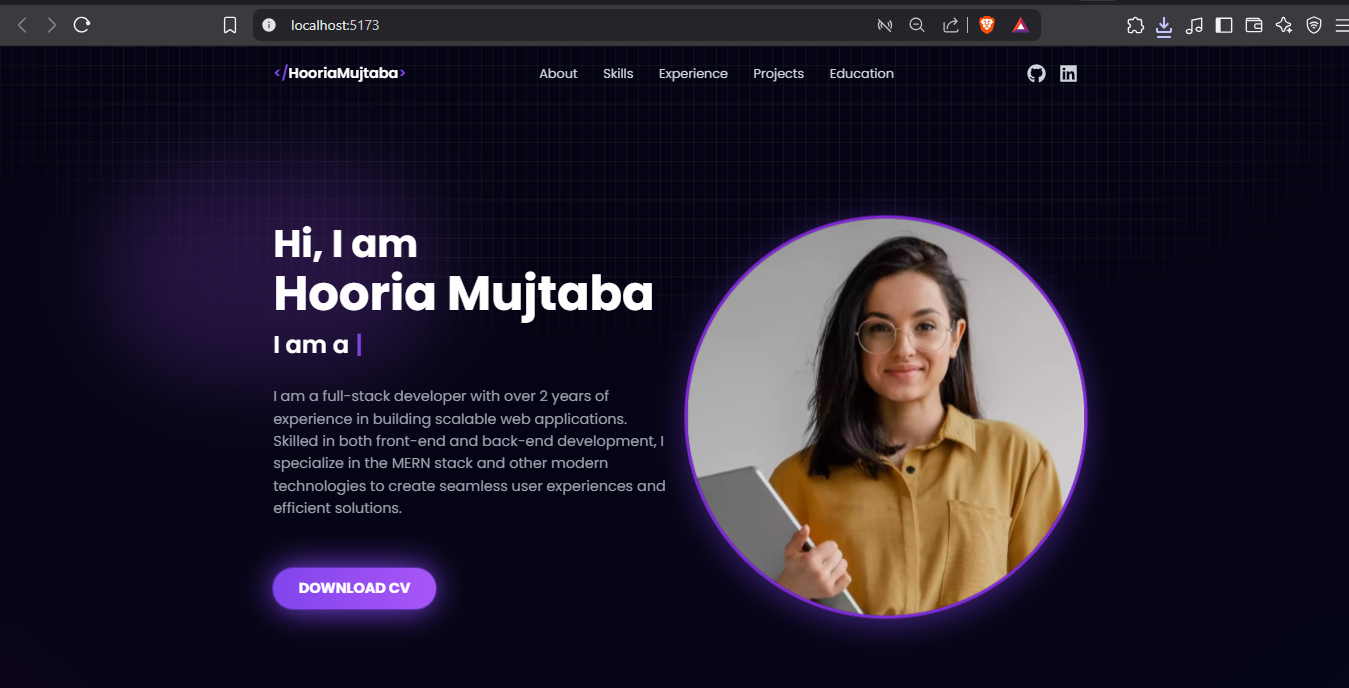 localhost:5173
</HooriaMujtaba>
About Skills Experience Projects Education
in
Hi, I am
Hooria Mujtaba
I am a |
I am a full-stack developer with over 2 years of
experience in building scalable web applications.
Skilled in both front-end and back-end development, I
specialize in the MERN stack and other modern
technologies to create seamless user experiences and
efficient solutions.
DOWNLOAD CV